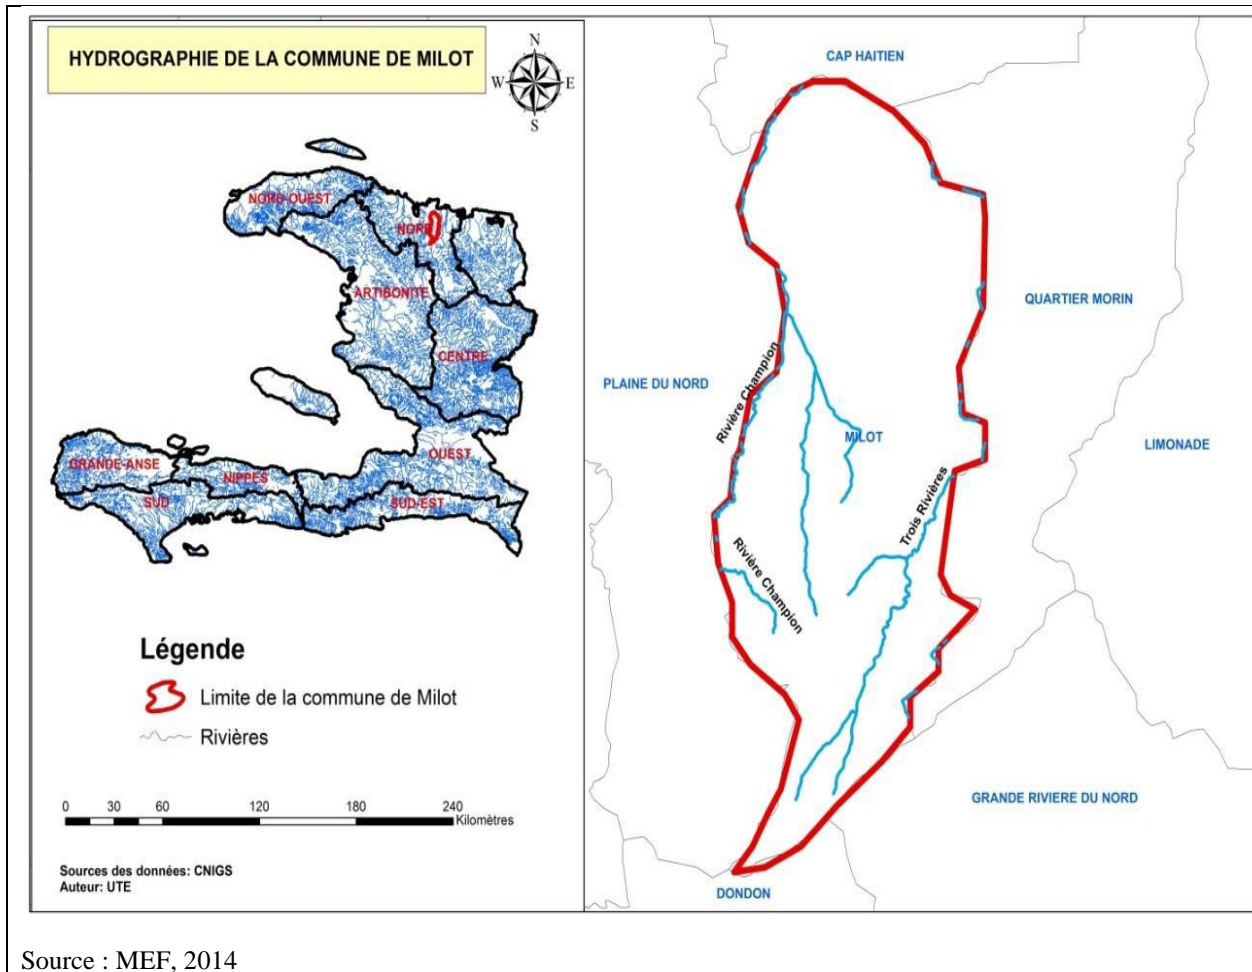 HYDROGRAPHIE DE LA COMMUNE DE MILOT
N
W
E
S
NORD-OUEST
NORD
ARTIBONITE
CENTRE
OUEST
GRANDE-ANSE
NIPPES
SUD
SUD-EST
Légende
Limite de la commune de Milot
Rivières
0 30 60 120 180 240
Kilomètres
Sources des données: CNIGS
Auteur: UTE
CAP HAITIEN
QUARTIER MORIN
PLAINE DU NORD
Rivière Champion
MILOT
LIMONADE
Trois Rivières
Rivière Champion
GRANDE RIVIERE DU NORD
DONDON
Source : MEF, 2014